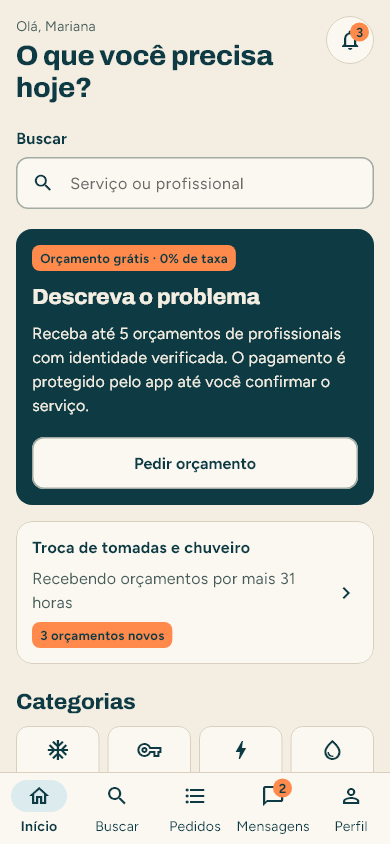 Olá, Mariana
O que você precisa
hoje?
3
Buscar
Serviço ou profissional
Orçamento grátis · 0% de taxa
Descreva o problema
Receba até 5 orçamentos de profissionais
com identidade verificada. O pagamento é
protegido pelo app até você confirmar o
serviço.
Pedir orçamento
Troca de tomadas e chuveiro
Recebendo orçamentos por mais 31
horas
3 orçamentos novos
Categorias
2
Início
Buscar
Pedidos
Mensagens
Perfil